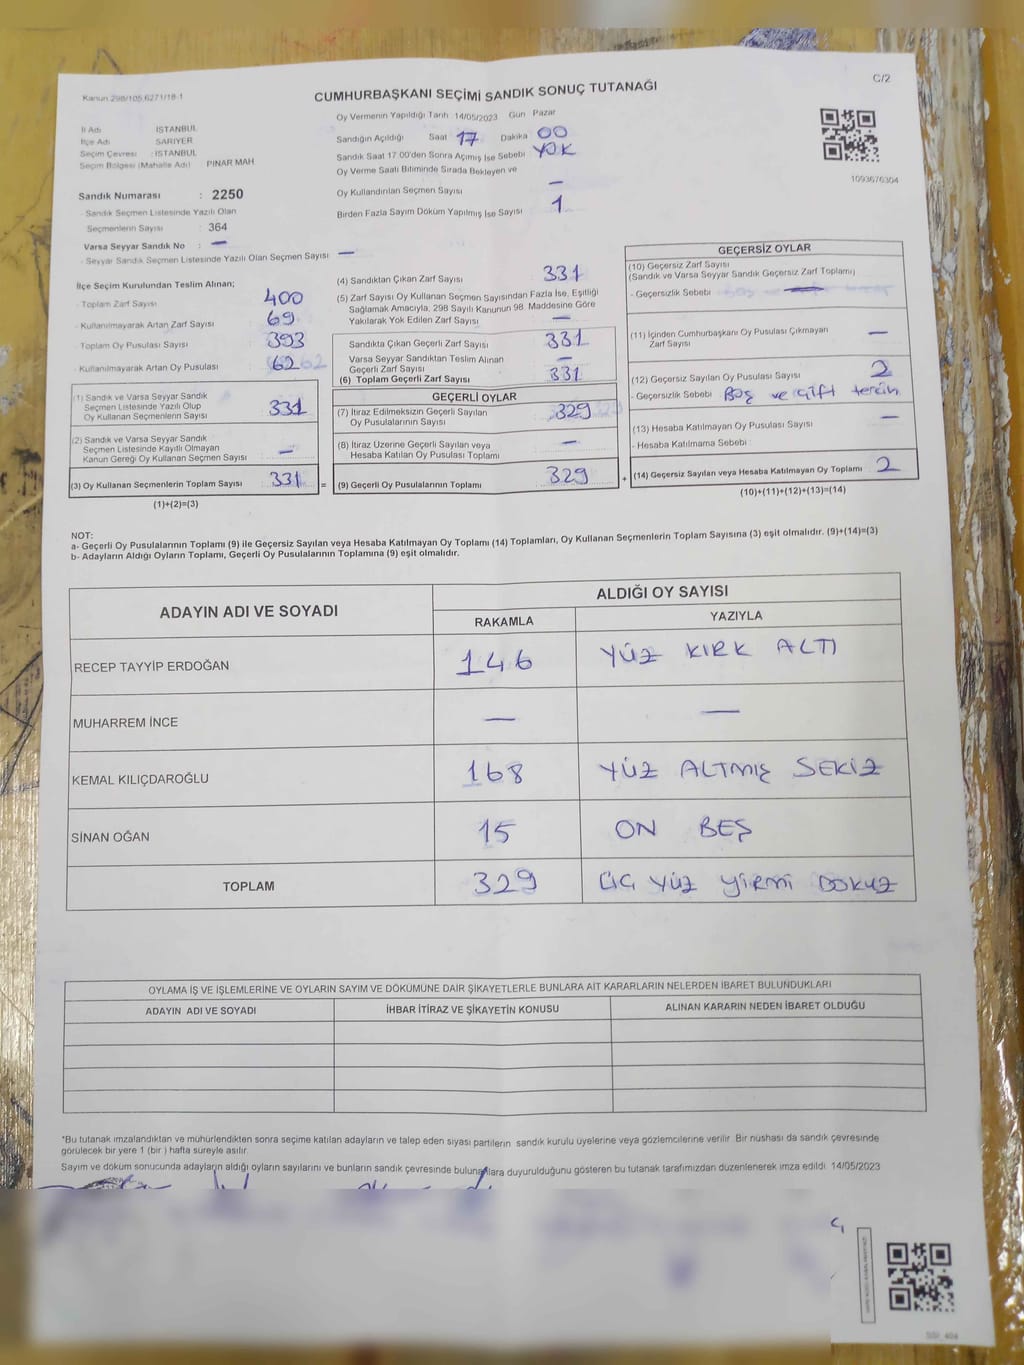 Kanun 298/105,6271/18-1
C/2
CUMHURBAŞKANI SEÇİMİ SANDIK SONUÇ TUTANAĞI
İl Adı İSTANBUL
İlçe Adı SARIYER
Seçim Çevresi : İSTANBUL
Seçim Bölgesi (Mahalle Adı) PINAR MAH
Sandık Numarası : 2250
- Sandık Seçmen Listesinde Yazılı Olan
Seçmenlerin Sayısı : 364
Varsa Seyyar Sandık No : —
- Seyyar Sandık Seçmen Listesinde Yazılı Olan Seçmen Sayısı —
Oy Vermenin Yapıldığı Tarih 14/05/2023 Gün Pazar
Sandığın Açıldığı Saat 17 Dakika 00
Sandık Saat 17 00'den Sonra Açımış İse Sebebi YOK
Oy Verme Saati Bitiminde Sırada Bekleyen ve
Oy Kullandırılan Seçmen Sayısı —
Birden Fazla Sayım Döküm Yapılmış İse Sayısı 1
1093676304
İlçe Seçim Kurulundan Teslim Alınan;
- Toplam Zarf Sayısı 400
- Kullanılmayarak Artan Zarf Sayısı 69
- Toplam Oy Pusulası Sayısı 393
- Kullanılmayarak Artan Oy Pusulası 62
(1) Sandık ve Varsa Seyyar Sandık
Seçmen Listesinde Yazılı Olup
Oy Kullanan Seçmenlerin Sayısı 331
(2) Sandık ve Varsa Seyyar Sandık
Seçmen Listesinde Kayıtlı Olmayan
Kanun Gereği Oy Kullanan Seçmen Sayısı —
(3) Oy Kullanan Seçmenlerin Toplam Sayısı 331 =
(1)+(2)=(3)
(4) Sandıktan Çıkan Zarf Sayısı 331
(5) Zarf Sayısı Oy Kullanan Seçmen Sayısından Fazla İse, Eşitliği
Sağlamak Amacıyla, 298 Sayılı Kanunun 98. Maddesine Göre
Yakılarak Yok Edilen Zarf Sayısı —
Sandıkta Çıkan Geçerli Zarf Sayısı 331
Varsa Seyyar Sandıktan Teslim Alınan
Geçerli Zarf Sayısı —
(6) Toplam Geçerli Zarf Sayısı 331
GEÇERLİ OYLAR
(7) İtiraz Edilmeksizin Geçerli Sayılan
Oy Pusulalarının Sayısı 329
(8) İtiraz Üzerine Geçerli Sayılan veya
Hesaba Katılan Oy Pusulası Toplamı —
(9) Geçerli Oy Pusulalarının Toplamı 329 +
GEÇERSİZ OYLAR
(10) Geçersiz Zarf Sayısı
(Sandık ve Varsa Seyyar Sandık Geçersiz Zarf Toplamı)
- Geçersizlik Sebebi —
(11) İçinden Cumhurbaşkanı Oy Pusulası Çıkmayan
Zarf Sayısı —
(12) Geçersiz Sayılan Oy Pusulası Sayısı 2
- Geçersizlik Sebebi Boş ve çift tercih
(13) Hesaba Katılmayan Oy Pusulası Sayısı —
- Hesaba Katılmama Sebebi
(14) Geçersiz Sayılan veya Hesaba Katılmayan Oy Toplamı 2
(10)+(11)+(12)+(13)=(14)
NOT:
a- Geçerli Oy Pusulalarının Toplamı (9) ile Geçersiz Sayılan veya Hesaba Katılmayan Oy Toplamı (14) Toplamları, Oy Kullanan Seçmenlerin Toplam Sayısına (3) eşit olmalıdır. (9)+(14)=(3)
b- Adayların Aldığı Oyların Toplamı, Geçerli Oy Pusulalarının Toplamına (9) eşit olmalıdır.
ADAYIN ADI VE SOYADI ALDIĞI OY SAYISI
RAKAMLA YAZIYLA
RECEP TAYYİP ERDOĞAN 146 YÜZ KIRK ALTI
MUHARREM İNCE — —
KEMAL KILIÇDAROĞLU 168 YÜZ ALTMIŞ SEKİZ
SİNAN OĞAN 15 ON BEŞ
TOPLAM 329 ÜÇ YÜZ YİRMİ DOKUZ
OYLAMA İŞ VE İŞLEMLERİNE VE OYLARIN SAYIM VE DÖKÜMÜNE DAİR ŞİKAYETLERLE BUNLARA AİT KARARLARIN NELERDEN İBARET BULUNDUKLARI
ADAYIN ADI VE SOYADI İHBAR İTİRAZ VE ŞİKAYETİN KONUSU ALINAN KARARIN NEDEN İBARET OLDUĞU
*Bu tutanak imzalandıktan ve mühürlendikten sonra seçime katılan adayların ve talep eden siyasi partilerin sandık kurulu üyelerine veya gözlemcilerine verilir. Bir nüshası da sandık çevresinde
görülecek bir yere 1 (bir ) hafta süreyle asılır.
Sayım ve döküm sonucunda adayların aldığı oyların sayılarını ve bunların sandık çevresinde bulunanlara duyurulduğunu gösteren bu tutanak tarafımızdan düzenlenerek imza edildi 14/05/2023